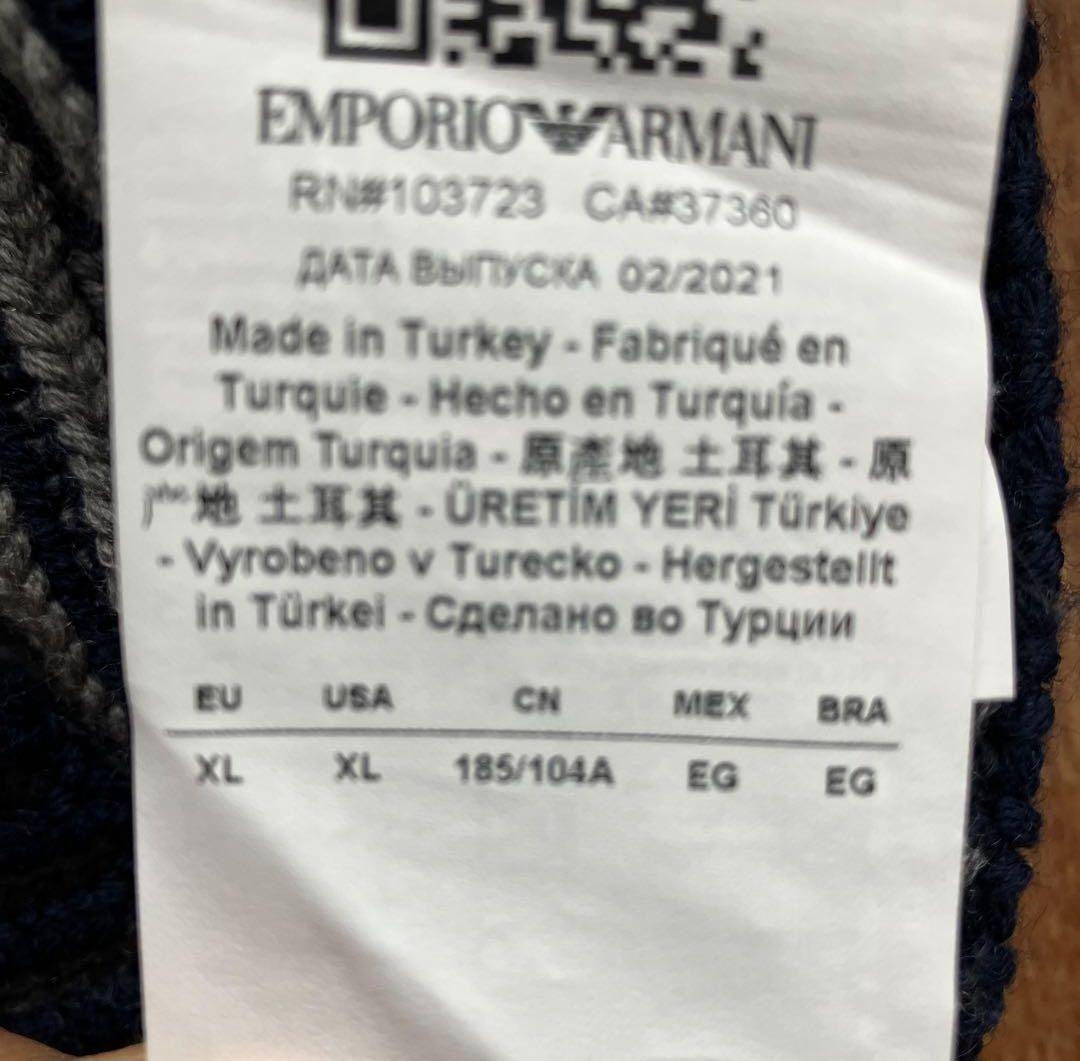 EMPORIO ARMANI
RN#103723 CA#37360
ДАТА ВЫПУСКА 02/2021
Made in Turkey - Fabriqué en
Turquie - Hecho en Turquía -
Origem Turquia - 原產地 土耳其 - 原
产地 土耳其 - ÜRETİM YERİ Türkiye
- Vyrobeno v Turecko - Hergestellt
in Türkei - Сделано во Турции
EU USA CN MEX BRA
XL XL 185/104A EG EG